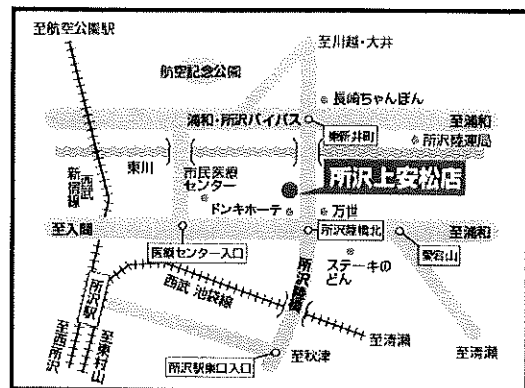 至航空公園駅
航空記念公園
至川越・大井
長崎ちゃんぽん
浦和・所沢バイパス
至浦和
東新井町
所沢陸運局
東川
市民医療
センター
所沢上安松店
西武
新宿線
ドンキホーテ
万世
至入間
医療センター入口
所沢陸橋北
愛宕山
至浦和
ステーキの
どん
所沢陸橋
西武 池袋線
所沢駅
至西所沢
至東村山
所沢駅東口入口
至秋津
至清瀬
至清瀬